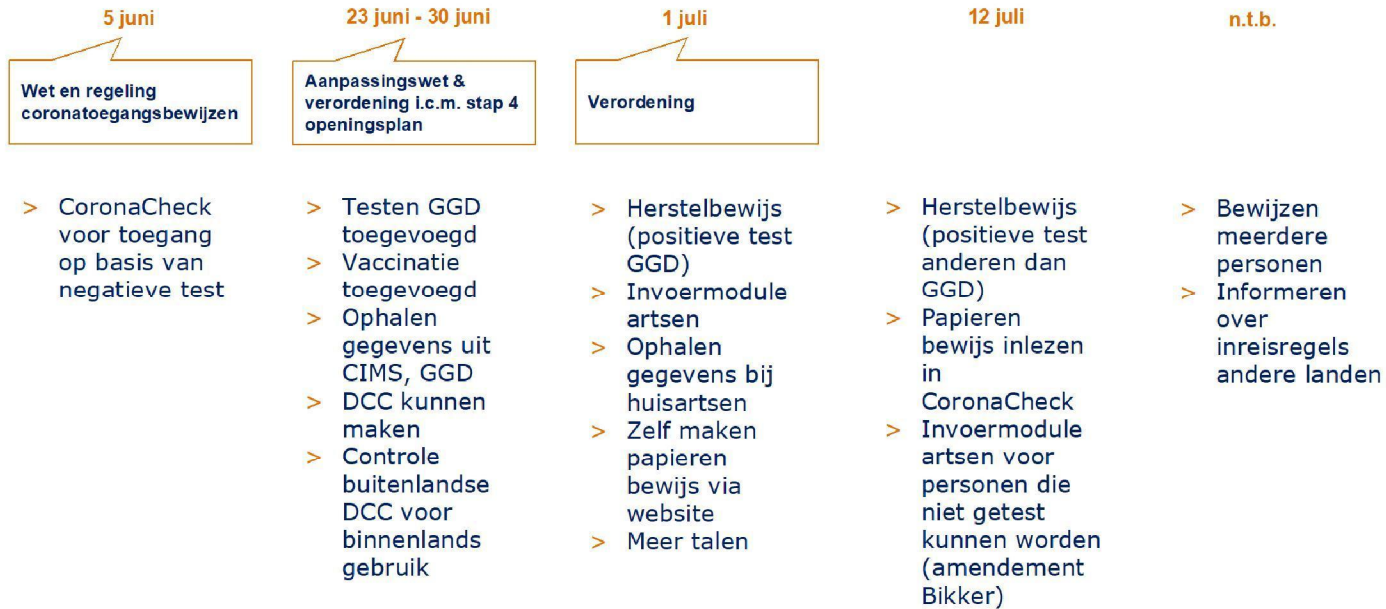 5 juni
Wet en regeling
coronatoegangsbewijzen
> CoronaCheck
voor toegang
op basis van
negatieve test
23 juni - 30 juni
Aanpassingswet &
verordening i.c.m. stap 4
openingsplan
> Testen GGD
toegevoegd
> Vaccinatie
toegevoegd
> Ophalen
gegevens uit
CIMS, GGD
> DCC kunnen
maken
> Controle
buitenlandse
DCC voor
binnenlands
gebruik
1 juli
Verordening
> Herstelbewijs
(positieve test
GGD)
> Invoermodule
artsen
> Ophalen
gegevens bij
huisartsen
> Zelf maken
papieren
bewijs via
website
> Meer talen
12 juli
> Herstelbewijs
(positieve test
anderen dan
GGD)
> Papieren
bewijs inlezen
in
CoronaCheck
> Invoermodule
artsen voor
personen die
niet getest
kunnen worden
(amendement
Bikker)
n.t.b.
> Bewijzen
meerdere
personen
> Informeren
over
inreisregels
andere landen